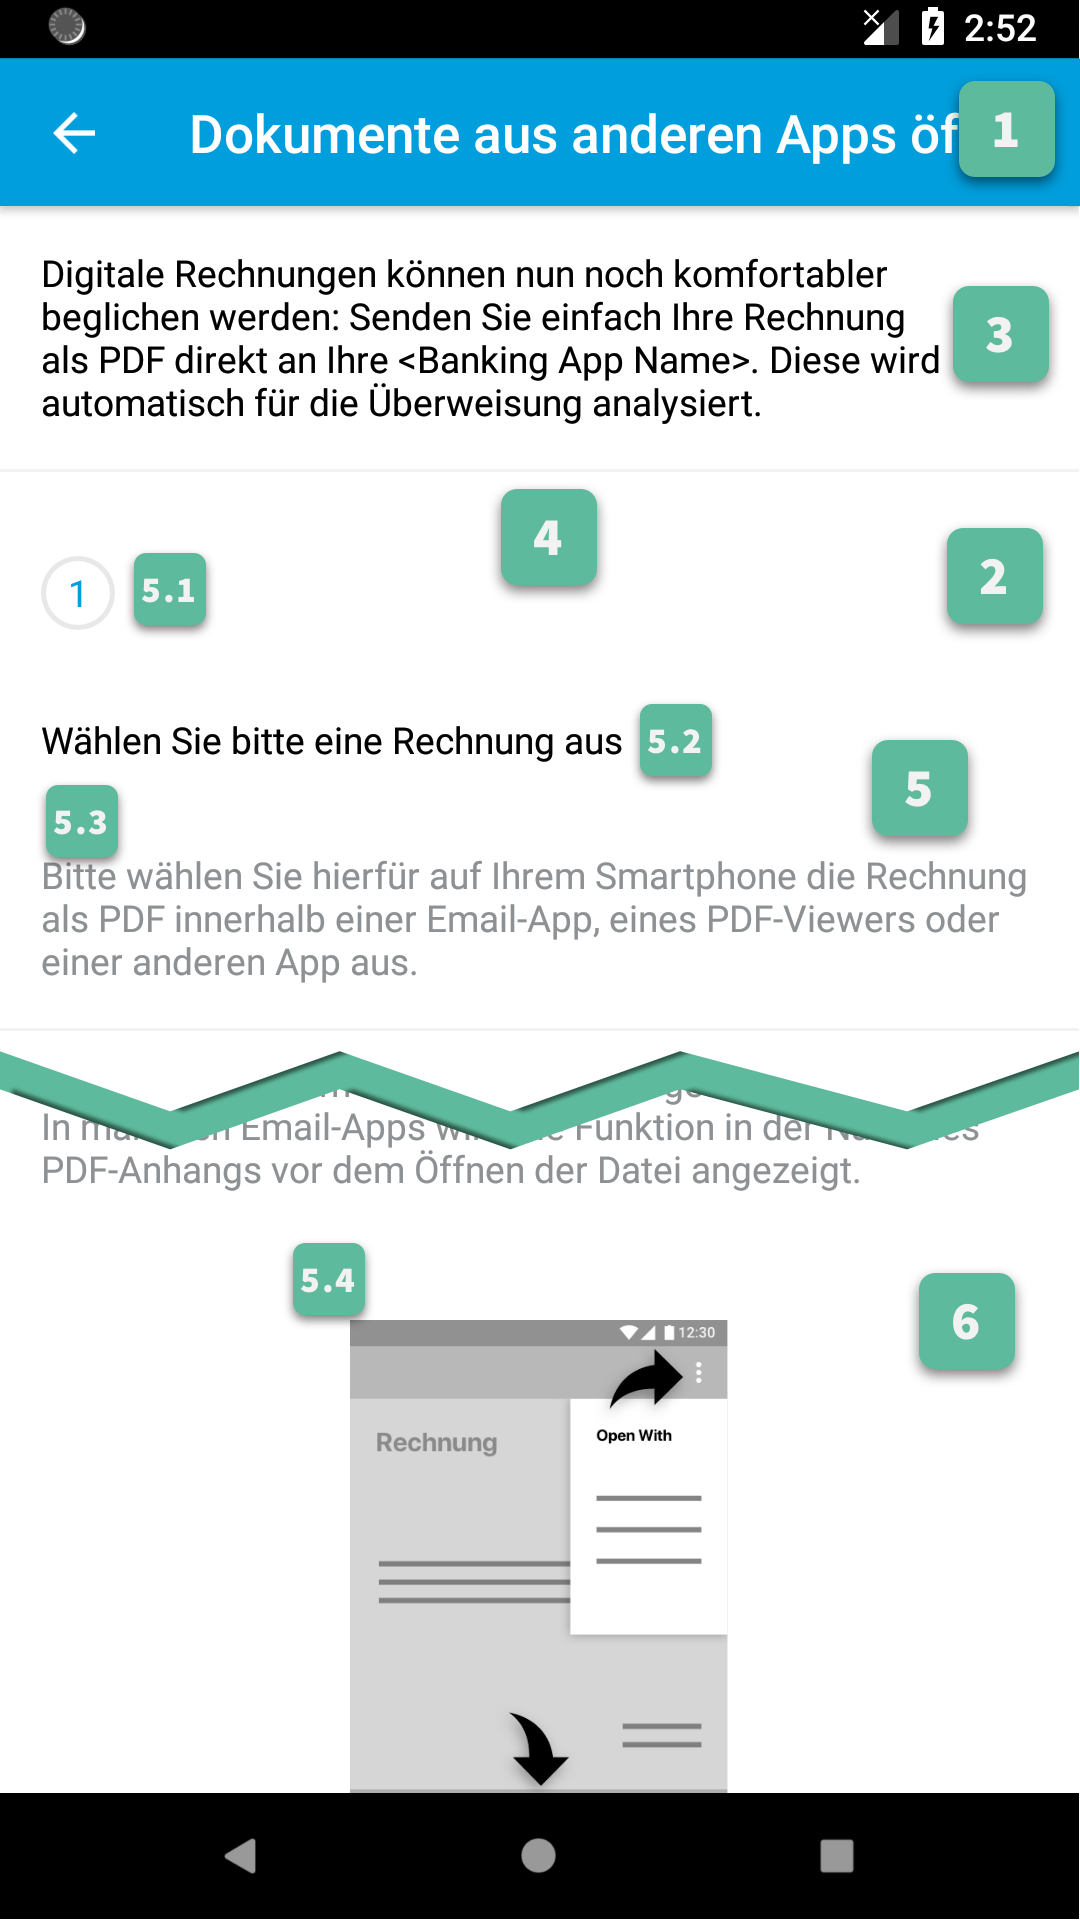 2:52
Dokumente aus anderen Apps öf
1
Digitale Rechnungen können nun noch komfortabler
beglichen werden: Senden Sie einfach Ihre Rechnung
als PDF direkt an Ihre <Banking App Name>. Diese wird
automatisch für die Überweisung analysiert.
3
4
2
1
5.1
Wählen Sie bitte eine Rechnung aus
5.2
5
5.3
Bitte wählen Sie hierfür auf Ihrem Smartphone die Rechnung
als PDF innerhalb einer Email-App, eines PDF-Viewers oder
einer anderen App aus.
In Email-Apps Funktion in der
PDF-Anhangs vor dem Öffnen der Datei angezeigt.
5.4
6
12:30
Rechnung
Open With